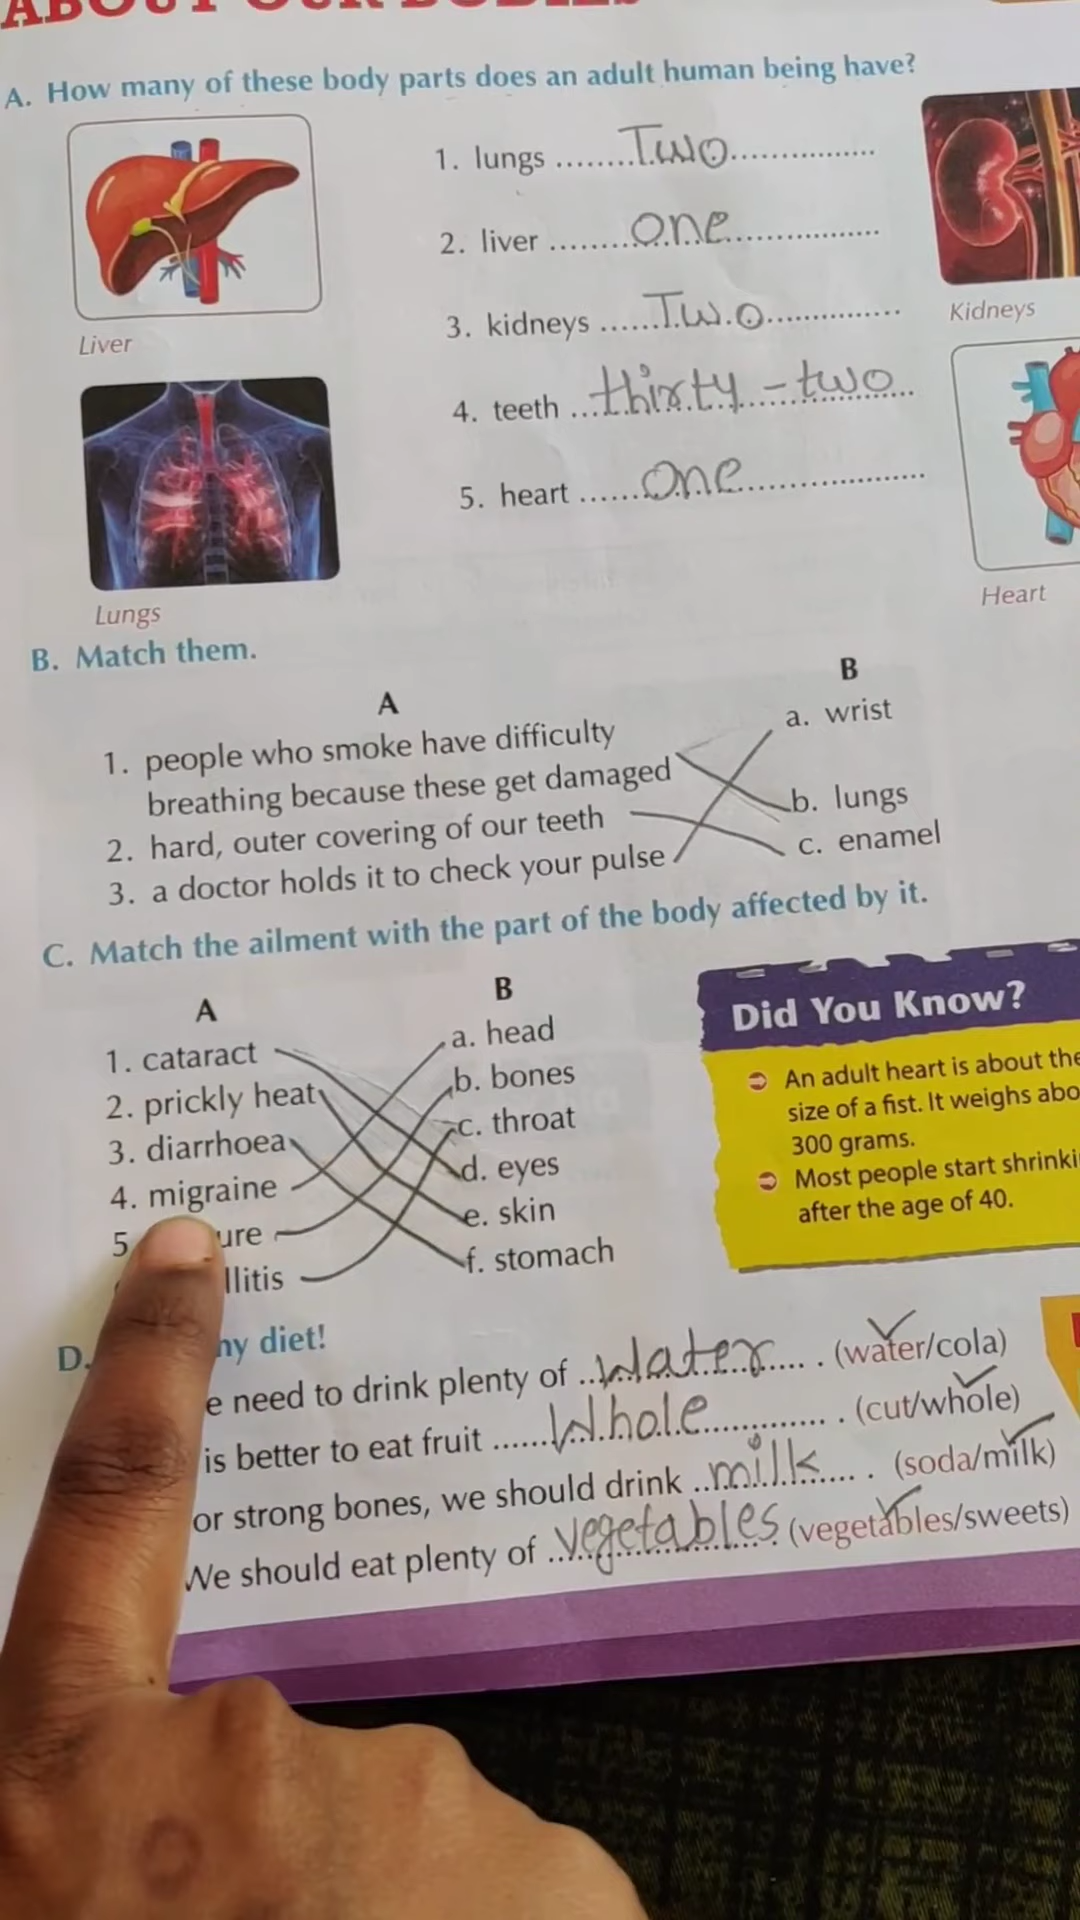 ABOUT OUR BODIES
A. How many of these body parts does an adult human being have?
1. lungs ........Two................
2. liver ........one................
Liver
3. kidneys ......Two..............
Kidneys
4. teeth ...thirty-two...
5. heart ......one..................
Lungs
Heart
B. Match them.
A
B
1. people who smoke have difficulty
breathing because these get damaged
2. hard, outer covering of our teeth
3. a doctor holds it to check your pulse
a. wrist
b. lungs
c. enamel
C. Match the ailment with the part of the body affected by it.
A
B
1. cataract
2. prickly heat
3. diarrhoea
4. migraine
5 ure
llitis
a. head
b. bones
c. throat
d. eyes
e. skin
f. stomach
Did You Know?
An adult heart is about the
size of a fist. It weighs abo
300 grams.
Most people start shrinki
after the age of 40.
D. hy diet!
e need to drink plenty of ..Water.... . (water/cola)
is better to eat fruit ......Whole............ . (cut/whole)
or strong bones, we should drink ..milk.... . (soda/milk)
We should eat plenty of ..vegetables (vegetables/sweets)